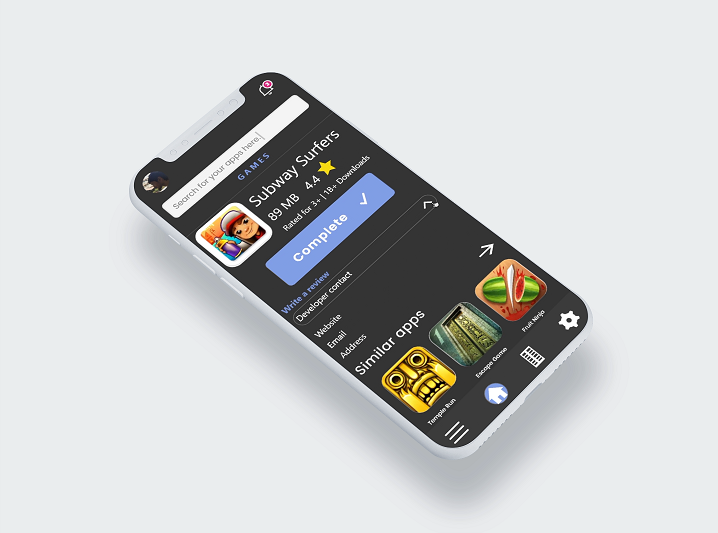 Search for your apps here.
GAMES
Subway Surfers
89 MB 4.4
Rated for 3+ | 18+ Downloads
Complete
Write a review
Developer contact
Website
Email
Address
Similar apps
Temple Run
Escape Game
Fruit Ninja